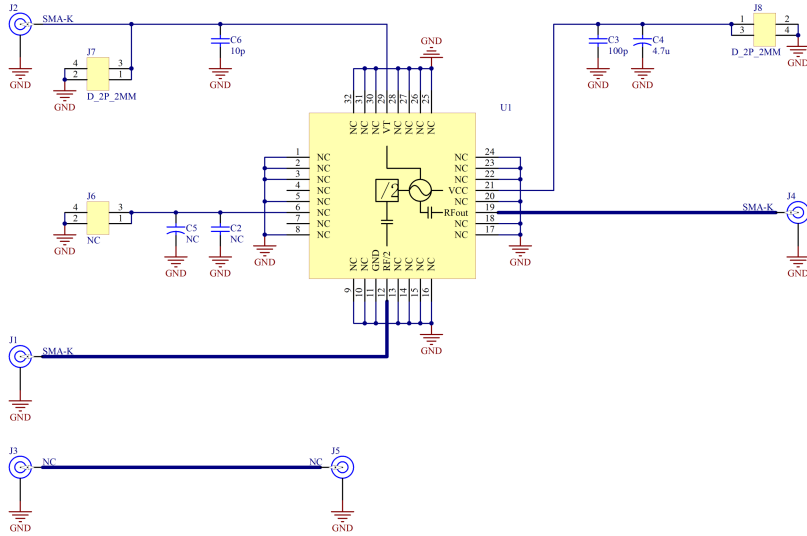 J2
SMA-K
GND
J7
4 3
2 1
D_2P_2MM
GND
C6
10p
GND
GND
32 31 30 29 28 27 26 25
NC NC NC VT NC NC NC NC
U1
C3
100p
GND
C4
4.7u
GND
J8
1 2
3 4
D_2P_2MM
GND
1 NC
2 NC
3 NC
4 NC
5 NC
6 NC
7 NC
8 NC
GND
/2
NC 24
NC 23
NC 22
VCC 21
NC 20
RFout 19
NC 18
NC 17
GND
SMA-K
J4
GND
J6
4 3
2 1
NC
GND
C5
NC
GND
C2
NC
GND
NC NC GND RF/2 NC NC NC NC
9 10 11 12 13 14 15 16
GND
J1
SMA-K
GND
J3
NC
GND
NC
J5
GND